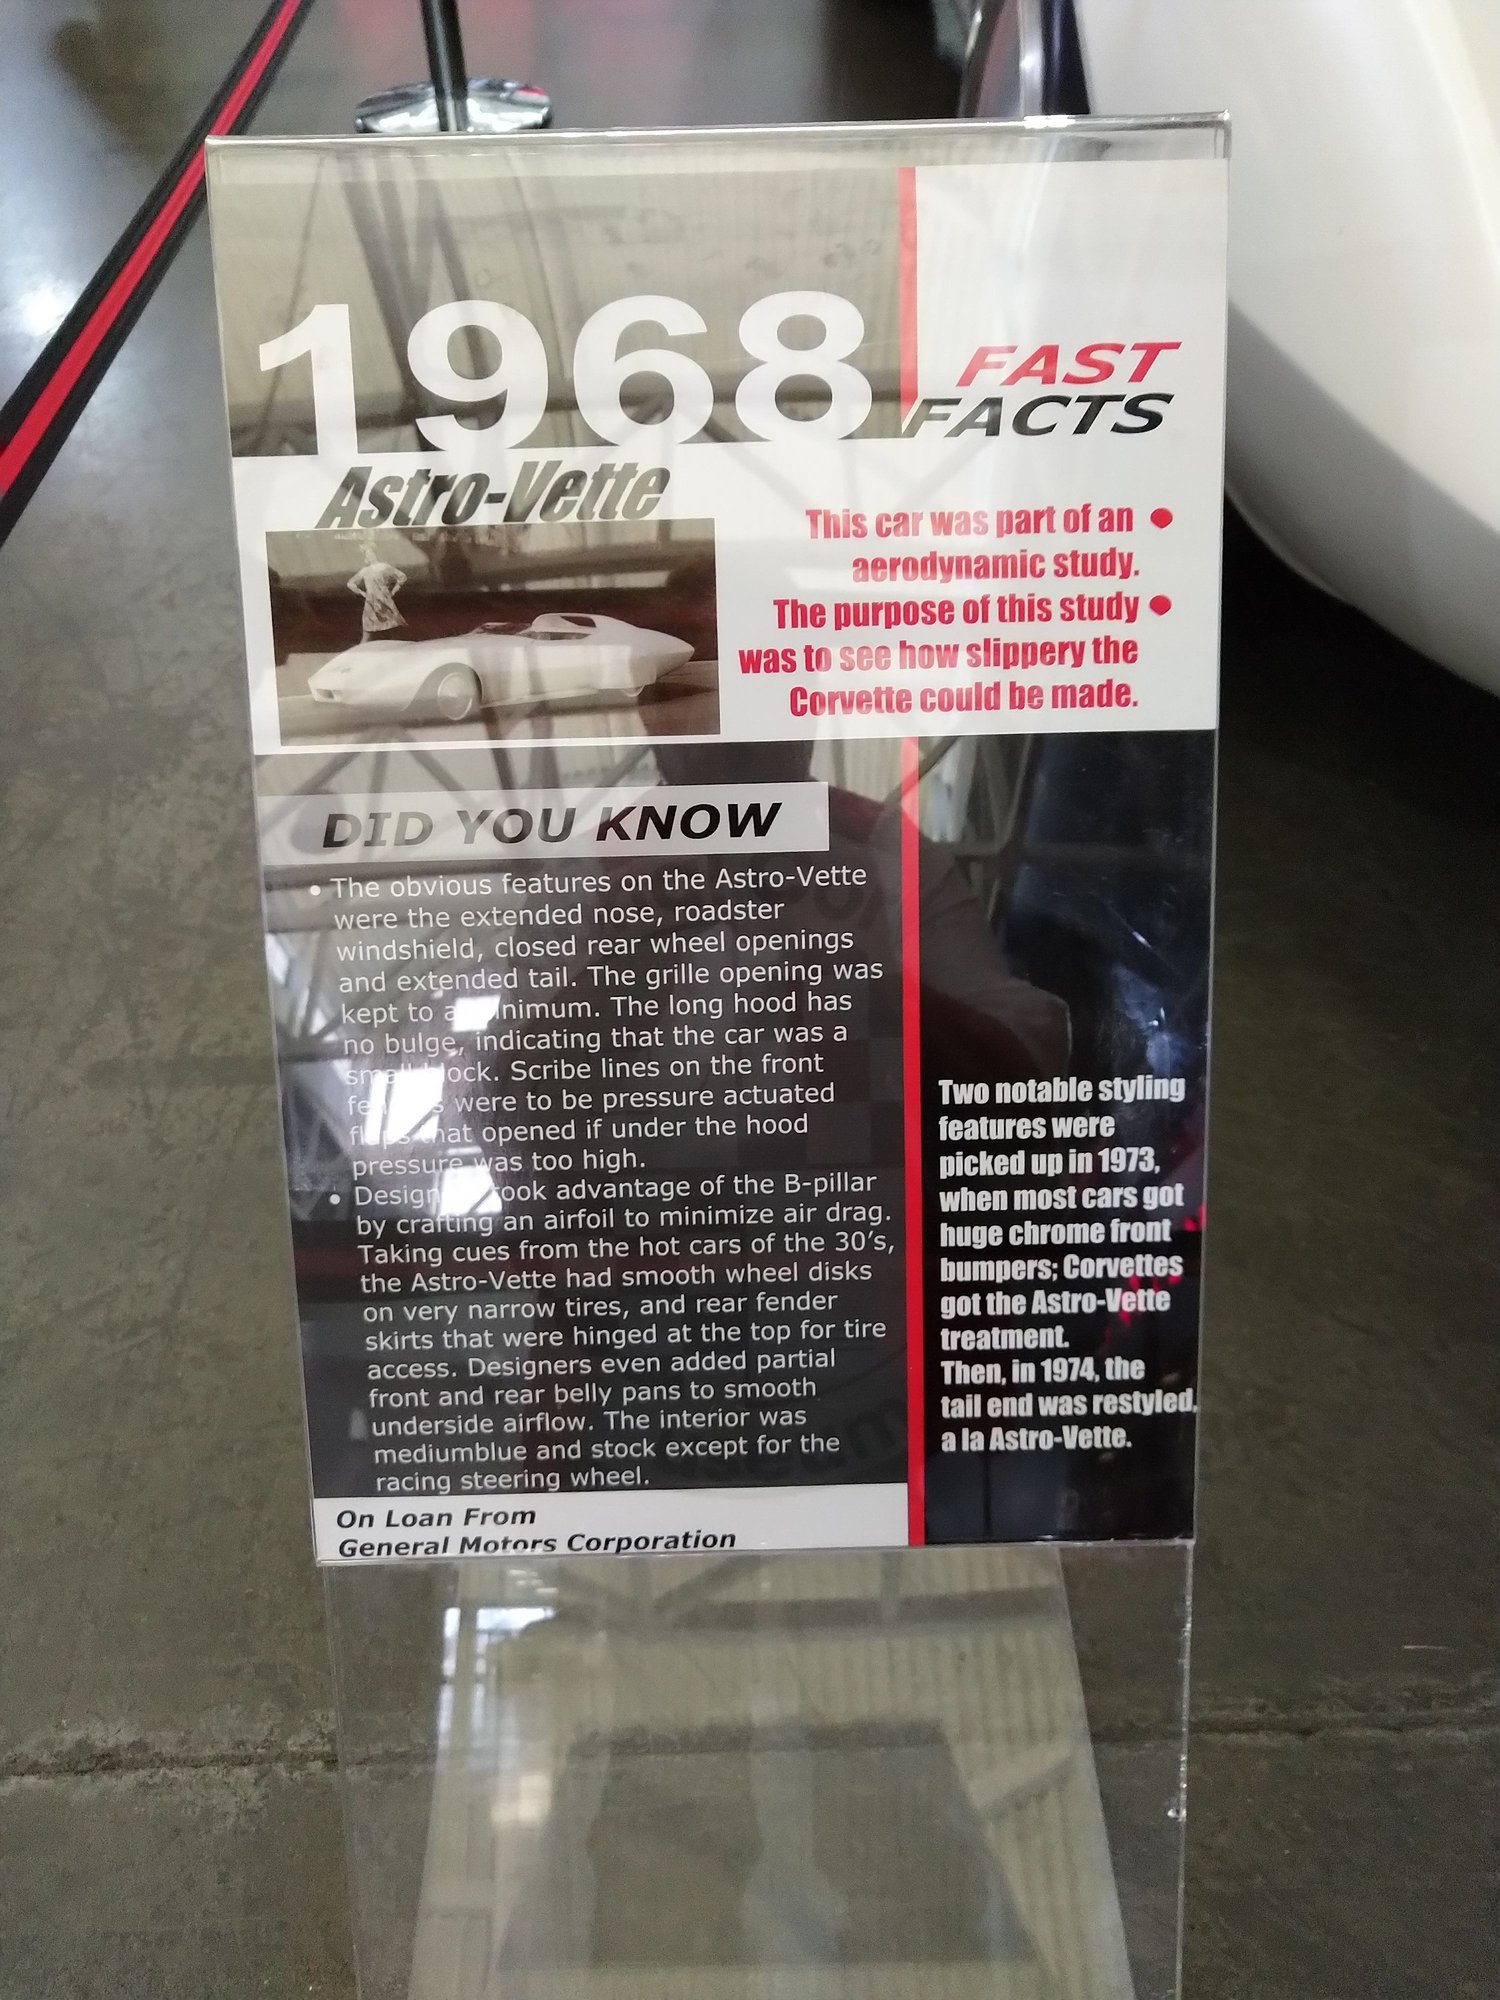 1968
Astro-Vette
FAST
FACTS
This car was part of an •
aerodynamic study.
The purpose of this study •
was to see how slippery the
Corvette could be made.
DID YOU KNOW
• The obvious features on the Astro-Vette
were the extended nose, roadster
windshield, closed rear wheel openings
and extended tail. The grille opening was
kept to a minimum. The long hood has
no bulge, indicating that the car was a
small block. Scribe lines on the front
fenders were to be pressure actuated
flaps that opened if under the hood
pressure was too high.
• Designers took advantage of the B-pillar
by crafting an airfoil to minimize air drag.
Taking cues from the hot cars of the 30's,
the Astro-Vette had smooth wheel disks
on very narrow tires, and rear fender
skirts that were hinged at the top for tire
access. Designers even added partial
front and rear belly pans to smooth
underside airflow. The interior was
mediumblue and stock except for the
racing steering wheel.
Two notable styling
features were
picked up in 1973,
when most cars got
huge chrome front
bumpers; Corvettes
got the Astro-Vette
treatment.
Then, in 1974, the
tail end was restyled,
a la Astro-Vette.
On Loan From
General Motors Corporation